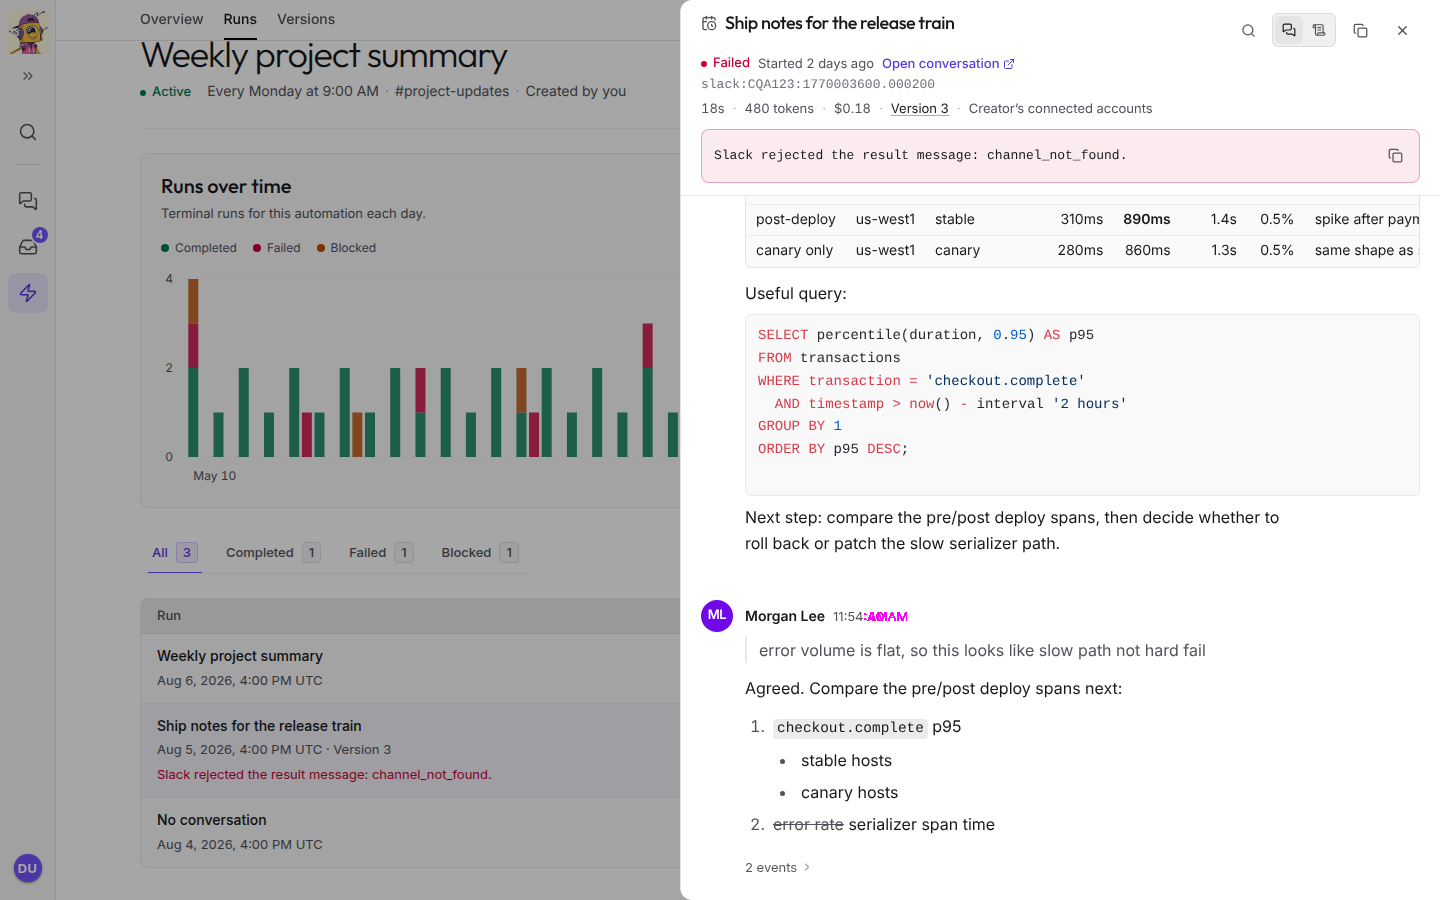 Overview Runs Versions
Weekly project summary
Active Every Monday at 9:00 AM · #project-updates · Created by you
4
Runs over time
Terminal runs for this automation each day.
Completed Failed Blocked
4
2
0
May 10
All 3 Completed 1 Failed 1 Blocked 1
Run
Weekly project summary
Aug 6, 2026, 4:00 PM UTC
Ship notes for the release train
Aug 5, 2026, 4:00 PM UTC · Version 3
Slack rejected the result message: channel_not_found.
No conversation
Aug 4, 2026, 4:00 PM UTC
DU
Ship notes for the release train
Failed Started 2 days ago Open conversation
slack:CQA123:1770003600.000200
18s · 480 tokens · $0.18 · Version 3 · Creator’s connected accounts
Slack rejected the result message: channel_not_found.
post-deploy us-west1 stable 310ms 890ms 1.4s 0.5% spike after paym
canary only us-west1 canary 280ms 860ms 1.3s 0.5% same shape as
Useful query:
SELECT percentile(duration, 0.95) AS p95
FROM transactions
WHERE transaction = 'checkout.complete'
AND timestamp > now() - interval '2 hours'
GROUP BY 1
ORDER BY p95 DESC;
Next step: compare the pre/post deploy spans, then decide whether to
roll back or patch the slow serializer path.
ML Morgan Lee 11:54
error volume is flat, so this looks like slow path not hard fail
Agreed. Compare the pre/post deploy spans next:
1. checkout.complete p95
• stable hosts
• canary hosts
2. error rate serializer span time
2 events